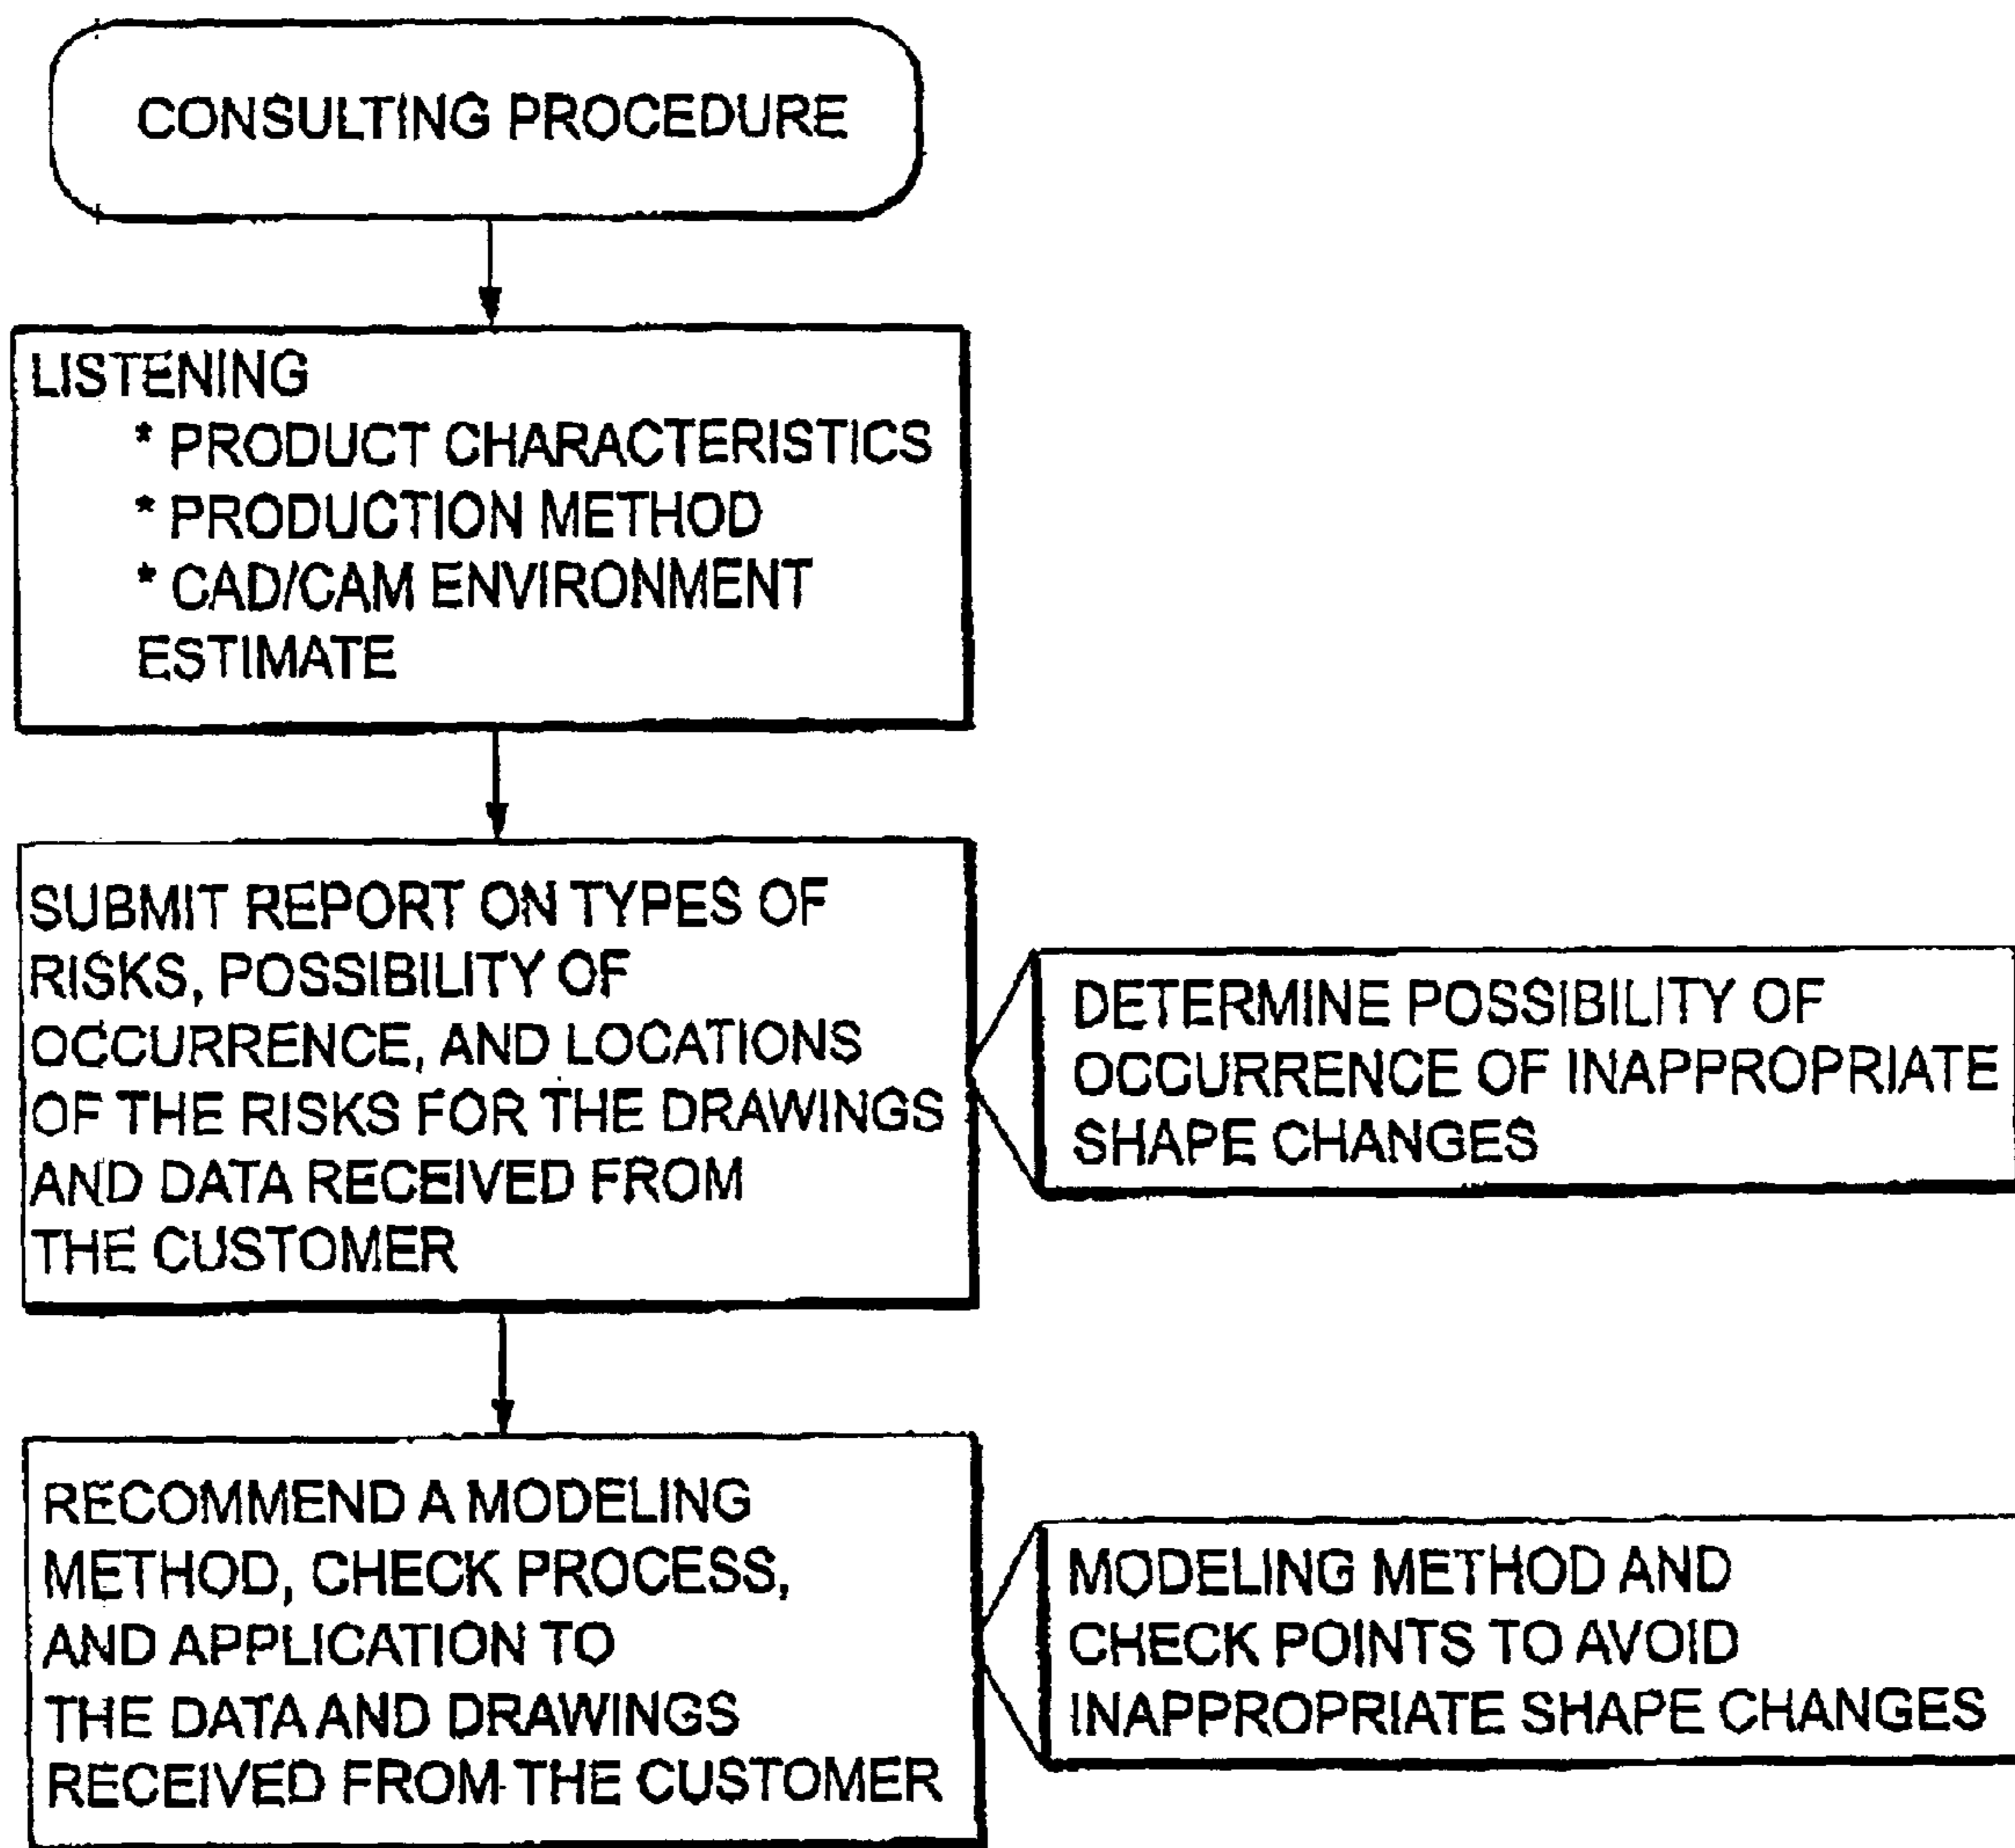 CONSULTING PROCEDURE
LISTENING
* PRODUCT CHARACTERISTICS
* PRODUCTION METHOD
* CAD/CAM ENVIRONMENT
ESTIMATE
SUBMIT REPORT ON TYPES OF
RISKS, POSSIBILITY OF
OCCURRENCE, AND LOCATIONS
OF THE RISKS FOR THE DRAWINGS
AND DATA RECEIVED FROM
THE CUSTOMER
DETERMINE POSSIBILITY OF
OCCURRENCE OF INAPPROPRIATE
SHAPE CHANGES
RECOMMEND A MODELING
METHOD, CHECK PROCESS,
AND APPLICATION TO
THE DATA AND DRAWINGS
RECEIVED FROM THE CUSTOMER
MODELING METHOD AND
CHECK POINTS TO AVOID
INAPPROPRIATE SHAPE CHANGES